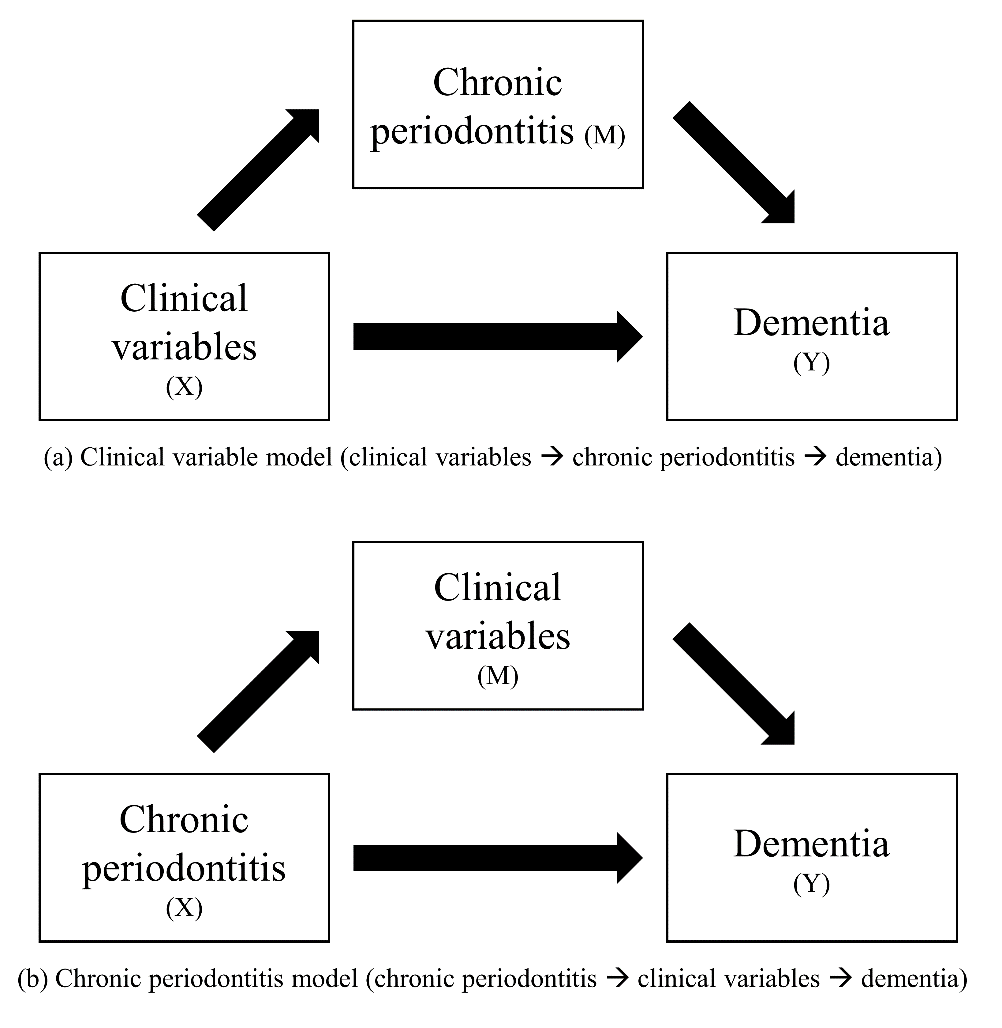 Chronic
periodontitis (M)
Clinical
variables
(X)
Dementia
(Y)
(a) Clinical variable model (clinical variables → chronic periodontitis → dementia)
Clinical
variables
(M)
Chronic
periodontitis
(X)
Dementia
(Y)
(b) Chronic periodontitis model (chronic periodontitis → clinical variables → dementia)